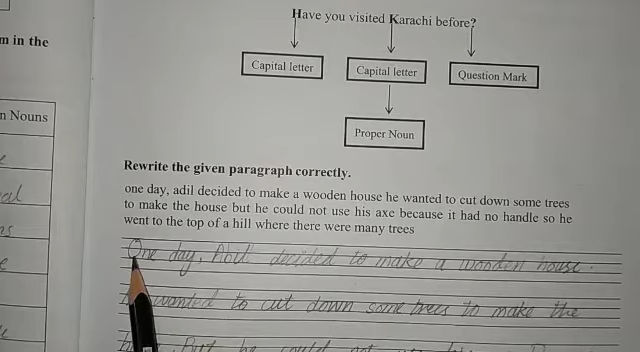 Have you visited Karachi before?
m in the
Capital letter
Capital letter
Question Mark
n Nouns
Proper Noun
Rewrite the given paragraph correctly.
one day, adil decided to make a wooden house he wanted to cut down some trees
to make the house but he could not use his axe because it had no handle so he
went to the top of a hill where there were many trees
One day, Adil decided to make a wooden house.
wanted to cut down some trees to make the
But he could not